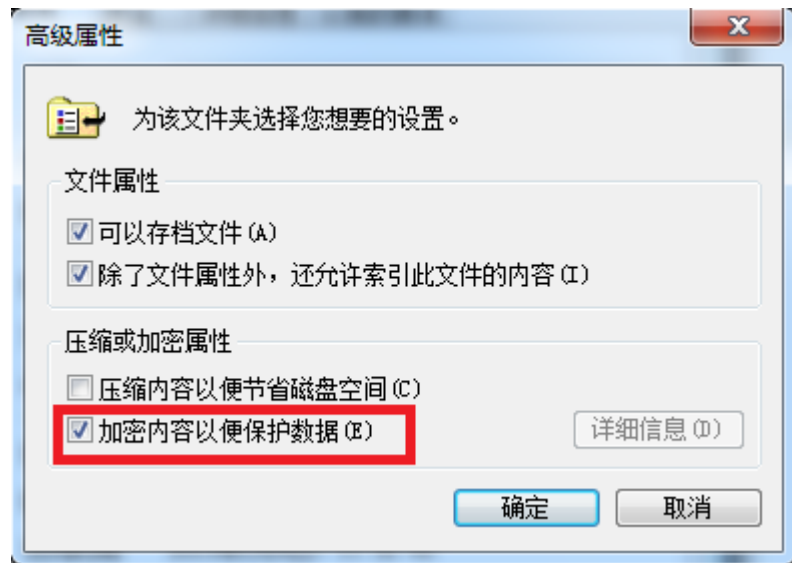 高级属性
为该文件夹选择您想要的设置。
文件属性
可以存档文件(A)
除了文件属性外，还允许索引此文件的内容(I)
压缩或加密属性
压缩内容以便节省磁盘空间(C)
加密内容以便保护数据(E)
详细信息(D)
确定
取消